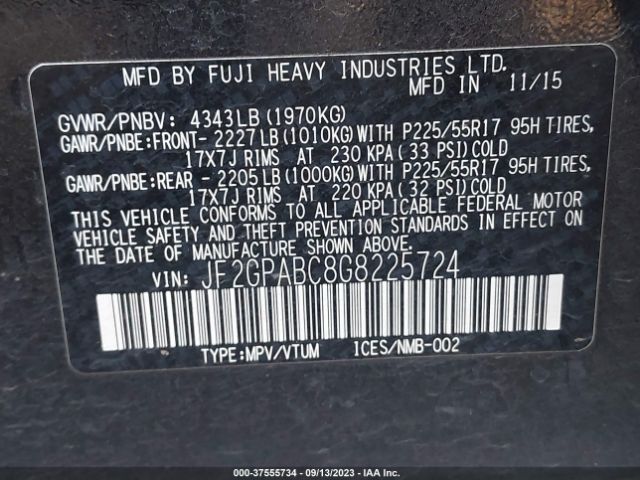 MFD BY FUJI HEAVY INDUSTRIES LTD.
MFD IN 11/15
GVWR/PNBV: 4343LB (1970KG)
GAWR/PNBE:FRONT- 2227LB(1010KG)WITH P225/55R17 95H TIRES,
17X7J RIMS AT 230 KPA(33 PSI)COLD
GAWR/PNBE:REAR - 2205LB(1000KG)WITH P225/55R17 95H TIRES,
17X7J RIMS AT 220 KPA(32 PSI)COLD
THIS VEHICLE CONFORMS TO ALL APPLICABLE FEDERAL MOTOR
VEHICLE SAFETY AND THEFT PREVENTION STANDARDS IN EFFECT ON
THE DATE OF MANUFACTURE SHOWN ABOVE.
VIN: JF2GPABC8G8225724
TYPE:MPV/VTUM ICES/NMB-002
000-37555734 - 09/13/2023 - IAA Inc.